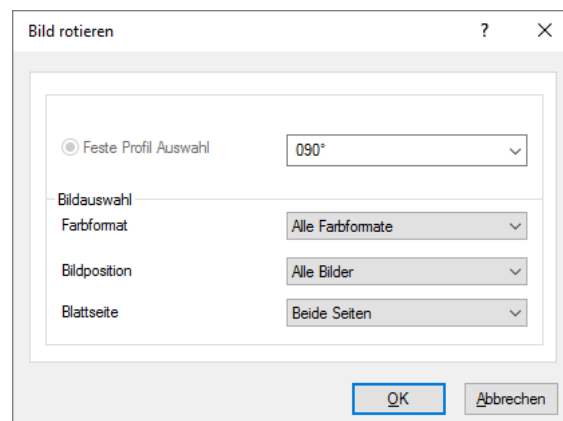 Bild rotieren ?
Feste Profil Auswahl 090°
Bildauswahl
Farbformat Alle Farbformate
Bildposition Alle Bilder
Blattseite Beide Seiten
OK Abbrechen